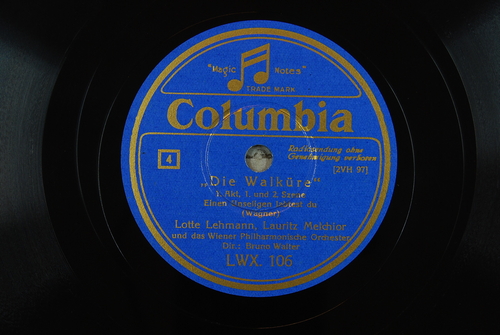 "Magic Notes"
TRADE MARK
Columbia
Radiosendung ohne
Genehmigung verboten
4
[2VH 97]
„Die Walküre“
1. Akt, 1. und 2. Szene
Einen Unseligen labtest du
(Wagner)
Lotte Lehmann, Lauritz Melchior
und das Wiener Philharmonische Orchester
Dir.: Bruno Walter
LWX. 106